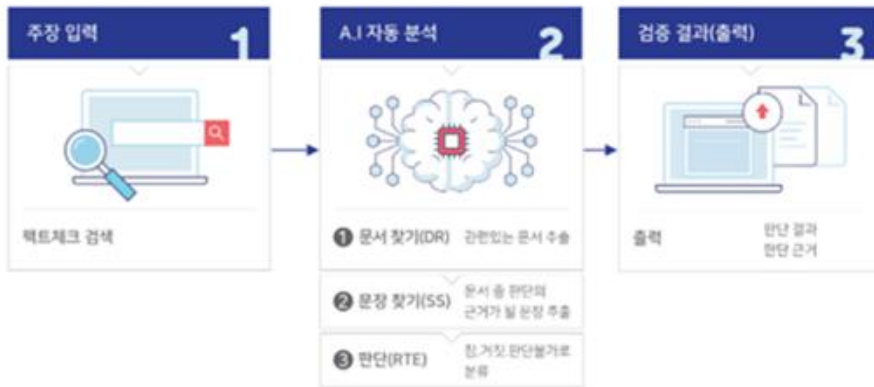 주장 입력
1
팩트체크 검색
A.I 자동 분석
2
❶ 문서 찾기(DR) 관련있는 문서 추출
❷ 문장 찾기(SS) 문서 중 판단의
근거가 될 문장 추출
❸ 판단(RTE) 참,거짓 판단불가로
분류
검증 결과(출력)
3
출력
판단 결과
판단 근거